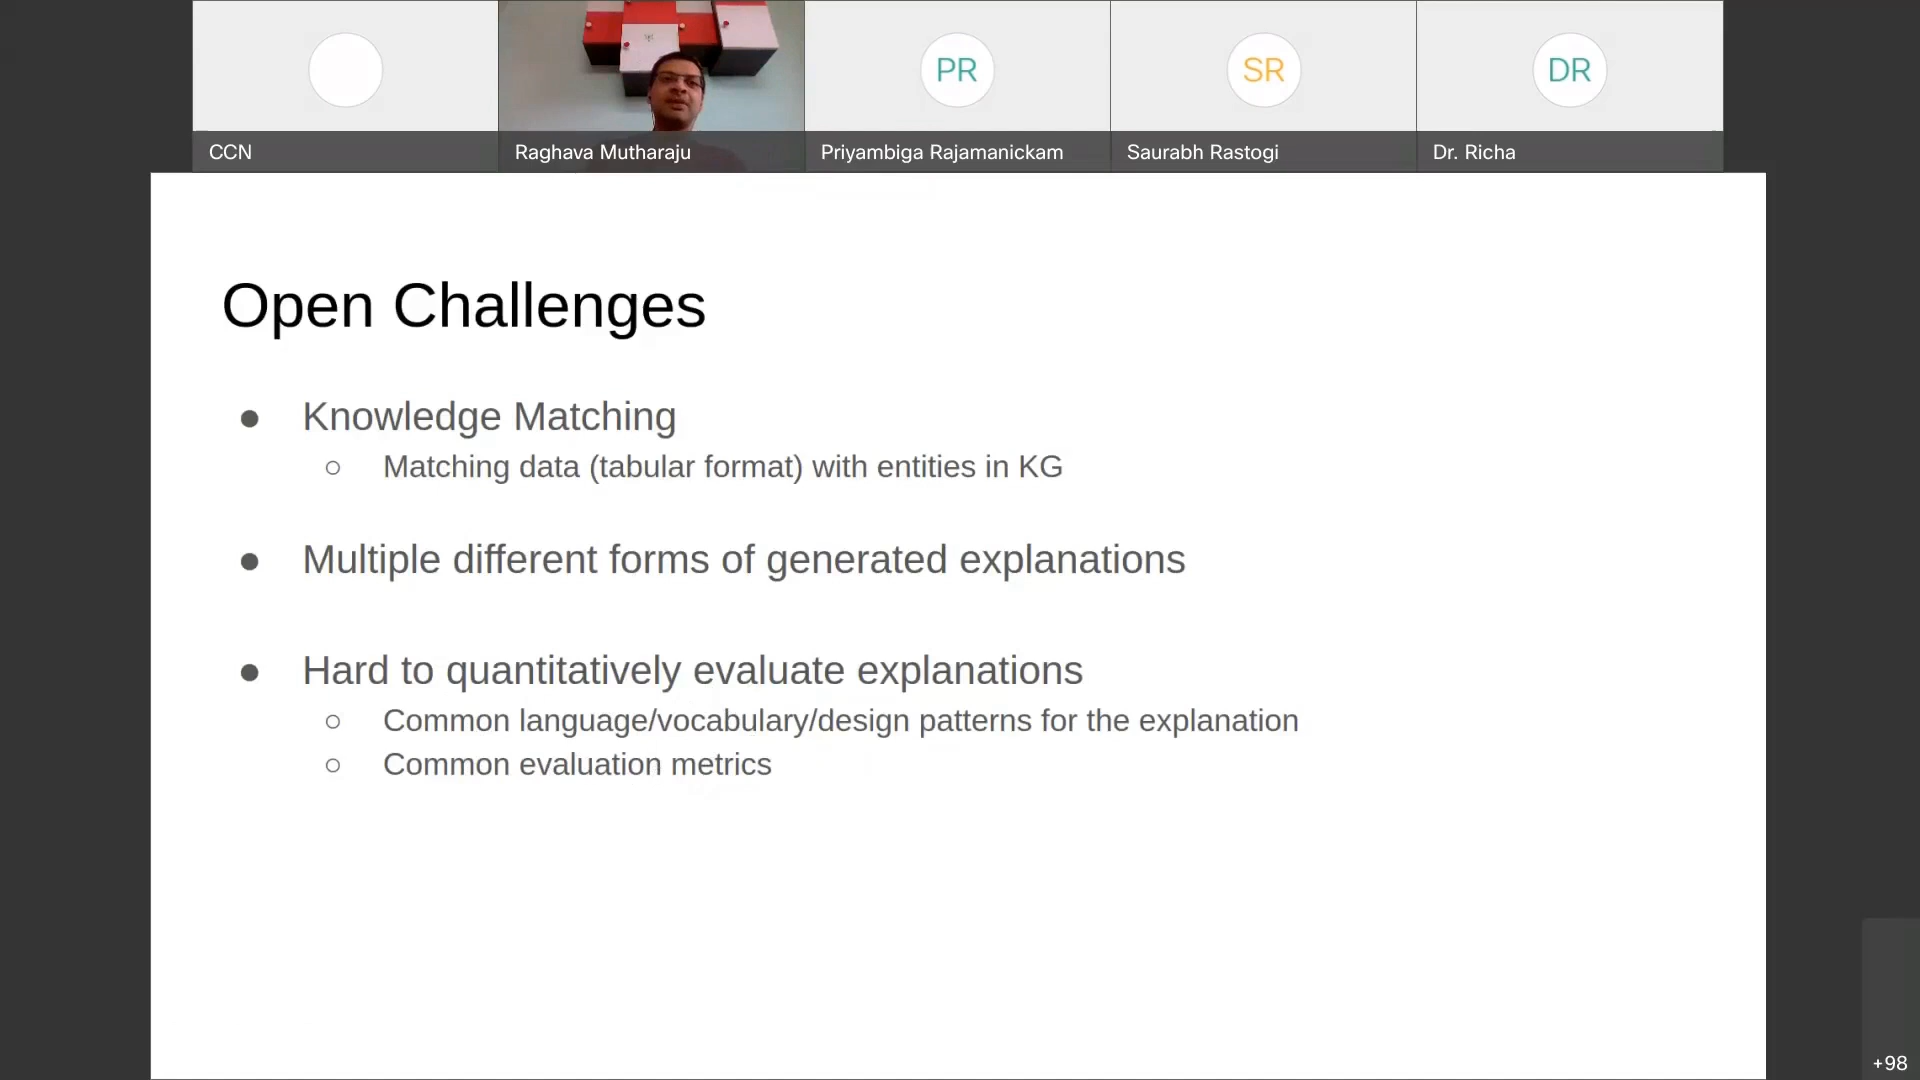 PR
SR
DR
CCN
Raghava Mutharaju
Priyambiga Rajamanickam
Saurabh Rastogi
Dr. Richa
Open Challenges
● Knowledge Matching
○ Matching data (tabular format) with entities in KG
● Multiple different forms of generated explanations
● Hard to quantitatively evaluate explanations
○ Common language/vocabulary/design patterns for the explanation
○ Common evaluation metrics
+98